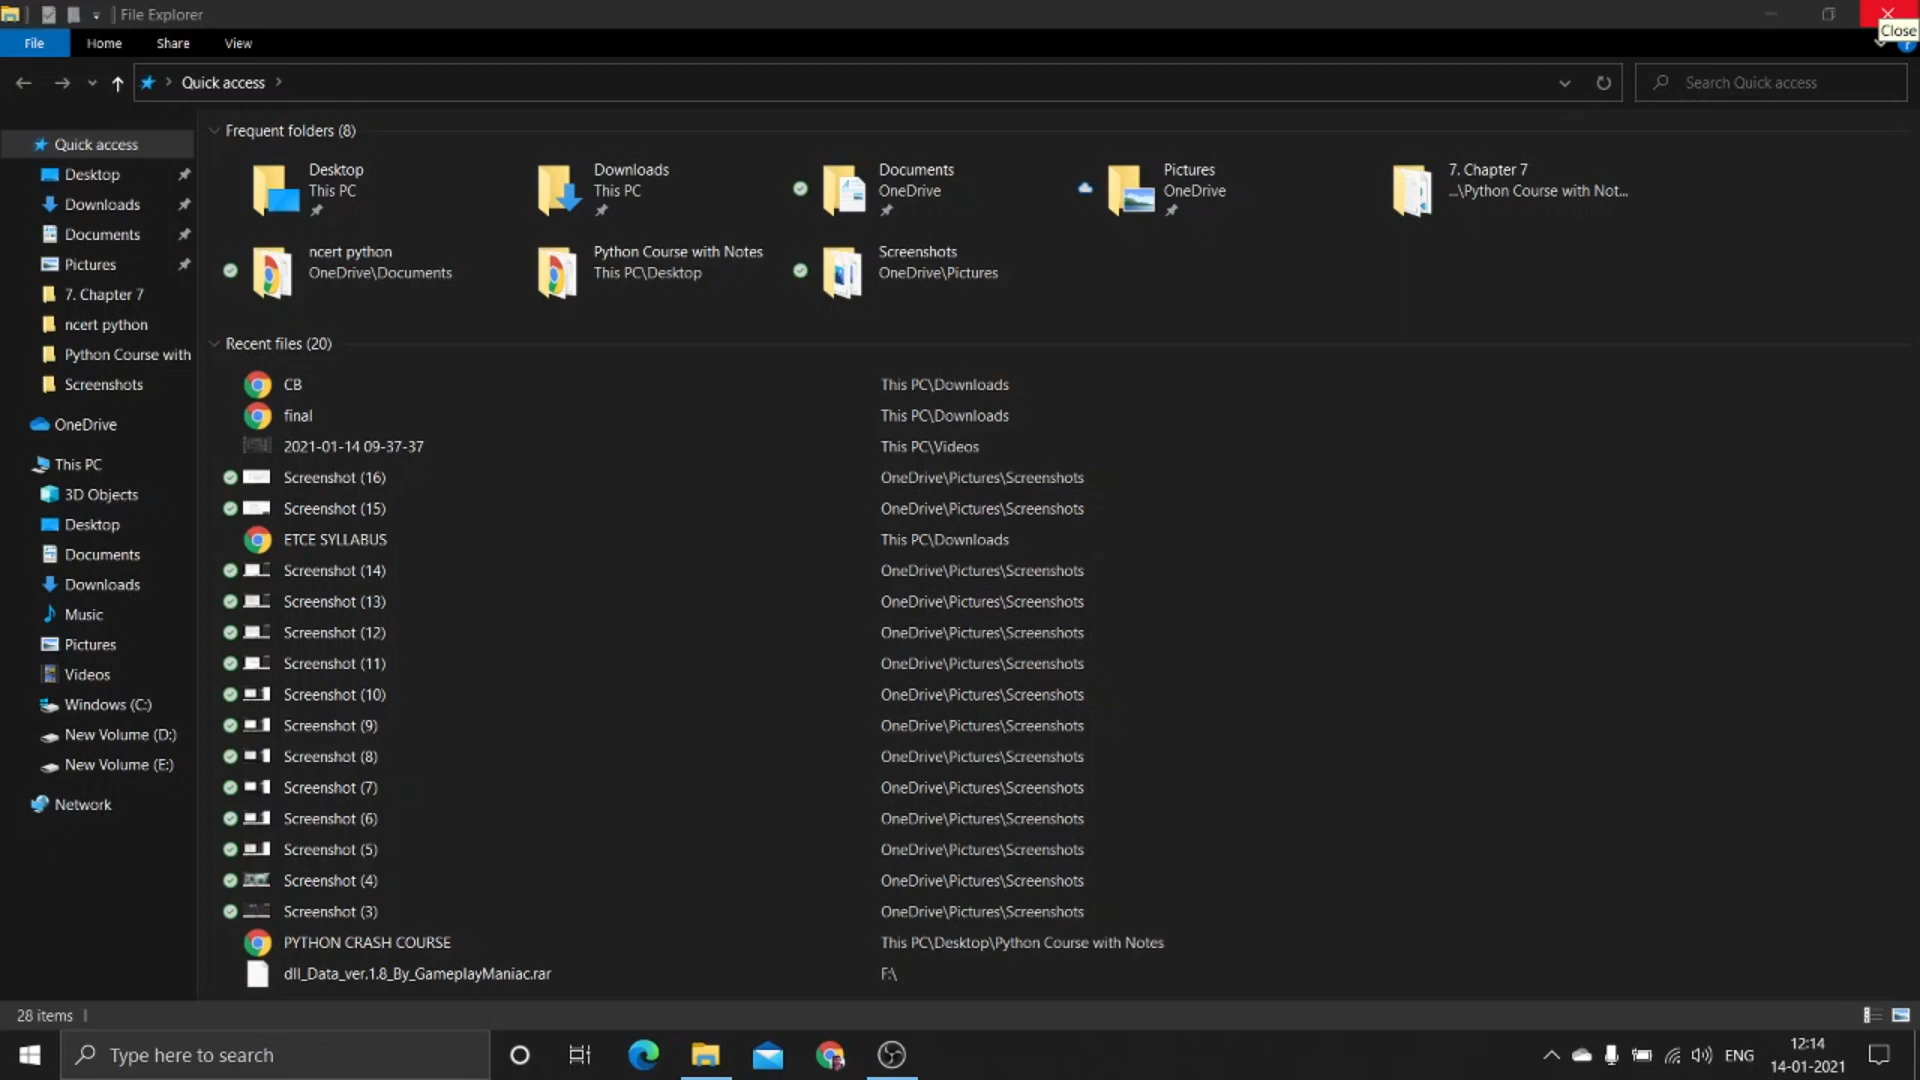 File Explorer
Close
File Home Share View
Quick access
Search Quick access
Quick access
Desktop
Downloads
Documents
Pictures
7. Chapter 7
ncert python
Python Course with
Screenshots
OneDrive
This PC
3D Objects
Desktop
Documents
Downloads
Music
Pictures
Videos
Windows (C:)
New Volume (D:)
New Volume (E:)
Network
Frequent folders (8)
Desktop
This PC
Downloads
This PC
Documents
OneDrive
Pictures
OneDrive
7. Chapter 7
...\Python Course with Not...
ncert python
OneDrive\Documents
Python Course with Notes
This PC\Desktop
Screenshots
OneDrive\Pictures
Recent files (20)
CB This PC\Downloads
final This PC\Downloads
2021-01-14 09-37-37 This PC\Videos
Screenshot (16) OneDrive\Pictures\Screenshots
Screenshot (15) OneDrive\Pictures\Screenshots
ETCE SYLLABUS This PC\Downloads
Screenshot (14) OneDrive\Pictures\Screenshots
Screenshot (13) OneDrive\Pictures\Screenshots
Screenshot (12) OneDrive\Pictures\Screenshots
Screenshot (11) OneDrive\Pictures\Screenshots
Screenshot (10) OneDrive\Pictures\Screenshots
Screenshot (9) OneDrive\Pictures\Screenshots
Screenshot (8) OneDrive\Pictures\Screenshots
Screenshot (7) OneDrive\Pictures\Screenshots
Screenshot (6) OneDrive\Pictures\Screenshots
Screenshot (5) OneDrive\Pictures\Screenshots
Screenshot (4) OneDrive\Pictures\Screenshots
Screenshot (3) OneDrive\Pictures\Screenshots
PYTHON CRASH COURSE This PC\Desktop\Python Course with Notes
dll_Data_ver.1.8_By_GameplayManiac.rar F:\
28 items
Type here to search
ENG
12:14
14-01-2021